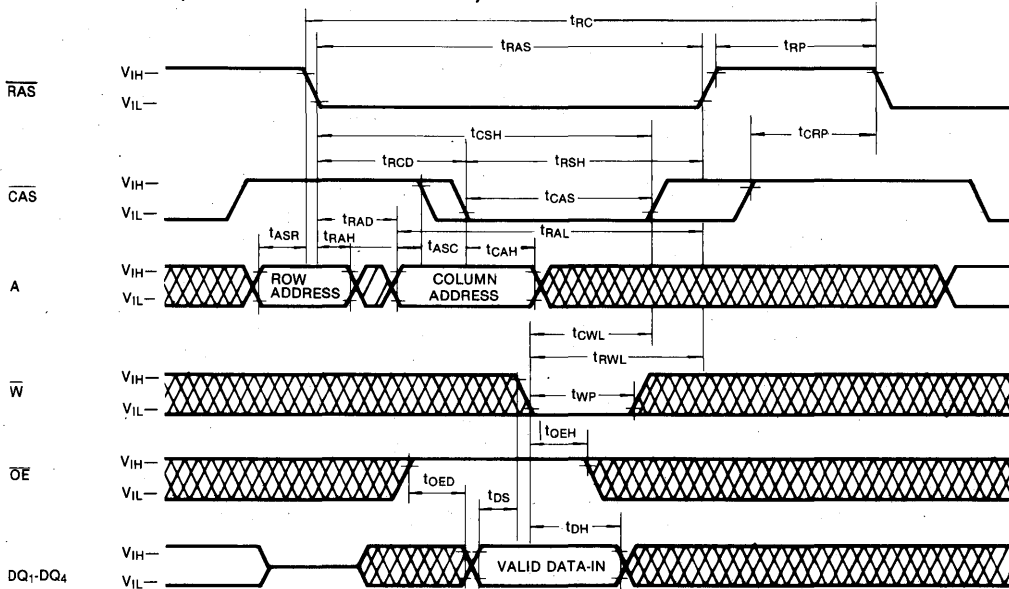 tRC
tRAS
tRP
RAS
VIH—
VIL—
tCSH
tCRP
tRCD
tRSH
CAS
VIH—
VIL—
tCAS
tRAD
tRAL
tASR
tRAH
tASC
tCAH
A
VIH—
VIL—
ROW
ADDRESS
COLUMN
ADDRESS
tCWL
tRWL
W
VIH—
VIL—
tWP
tOEH
OE
VIH—
VIL—
tOED
tDS
tDH
DQ1-DQ4
VIH—
VIL—
VALID DATA-IN